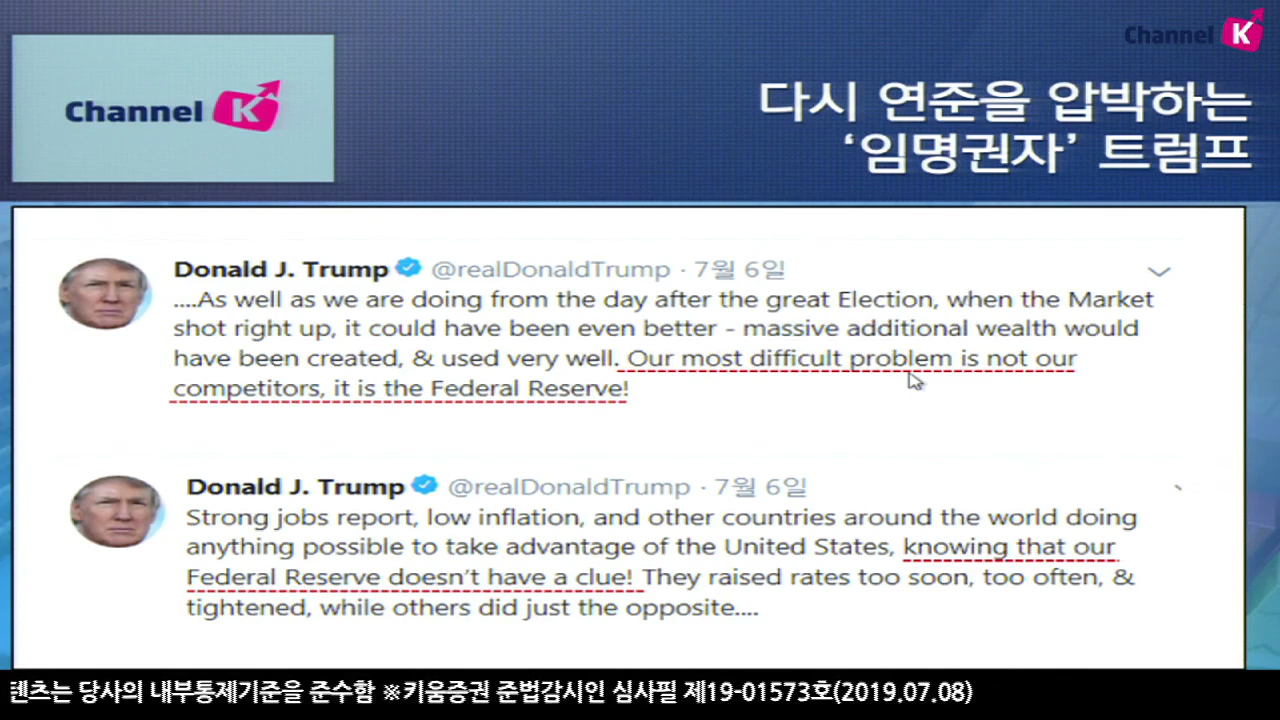 Channel K
Channel K
다시 연준을 압박하는
‘임명권자’ 트럼프
Donald J. Trump @realDonaldTrump · 7월 6일
....As well as we are doing from the day after the great Election, when the Market
shot right up, it could have been even better - massive additional wealth would
have been created, & used very well. Our most difficult problem is not our
competitors, it is the Federal Reserve!
Donald J. Trump @realDonaldTrump · 7월 6일
Strong jobs report, low inflation, and other countries around the world doing
anything possible to take advantage of the United States, knowing that our
Federal Reserve doesn't have a clue! They raised rates too soon, too often, &
tightened, while others did just the opposite....
텐츠는 당사의 내부통제기준을 준수함 ※키움증권 준법감시인 심사필 제19-01573호(2019.07.08)